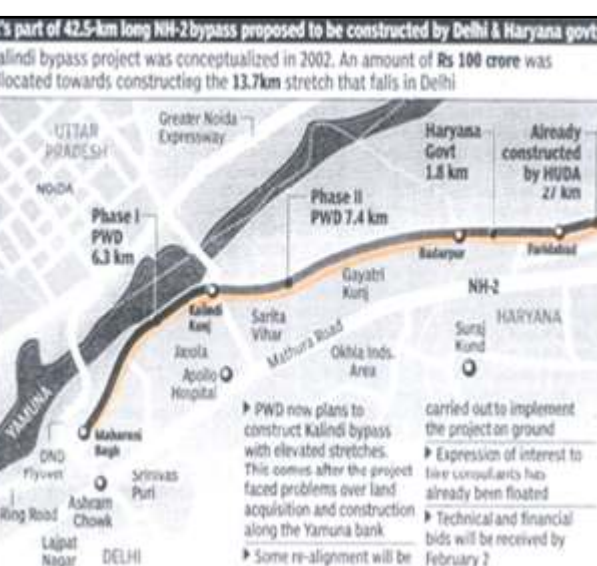 's part of 42.5-km long NH-2 bypass proposed to be constructed by Delhi & Haryana govt
alindi bypass project was conceptualized in 2002. An amount of Rs 100 crore was
located towards constructing the 13.7km stretch that falls in Delhi
UTTAR
PRADESH
NOIDA
Greater Noida
Expressway
Haryana
Govt
1.8 km
Already
constructed
by HUDA
27 km
Phase I
PWD
6.3 km
Phase II
PWD 7.4 km
Badarpur
Faridabad
Gayatri
Kunj
NH-2
Kalindi
Kunj
Sarita
Vihar
HARYANA
Mathura Road
Suraj
Kund
Jasola
Okhla Inds.
Area
Apollo
Hospital
YAMUNA
Maharani
Bagh
DND
Flyover
Srinivas
Puri
Ring Road
Ashram
Chowk
Lajpat
Nagar
DELHI
▶ PWD now plans to
construct Kalindi bypass
with elevated stretches.
This comes after the project
faced problems over land
acquisition and construction
along the Yamuna bank
▶ Some re-alignment will be
carried out to implement
the project on ground
▶ Expression of interest to
hire consultants has
already been floated
▶ Technical and financial
bids will be received by
February 2